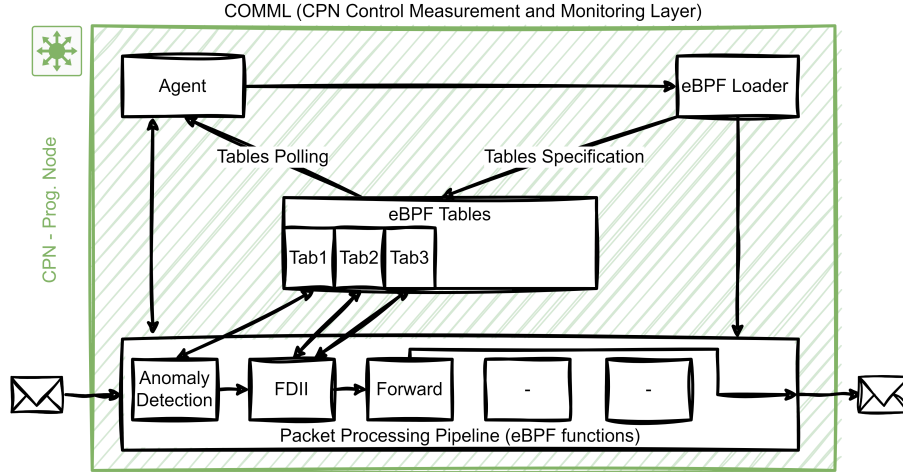 COMML (CPN Control Measurement and Monitoring Layer)
CPN - Prog. Node
Agent
eBPF Loader
Tables Polling
Tables Specification
eBPF Tables
Tab1
Tab2
Tab3
Anomaly
Detection
FDII
Forward
-
-
Packet Processing Pipeline (eBPF functions)